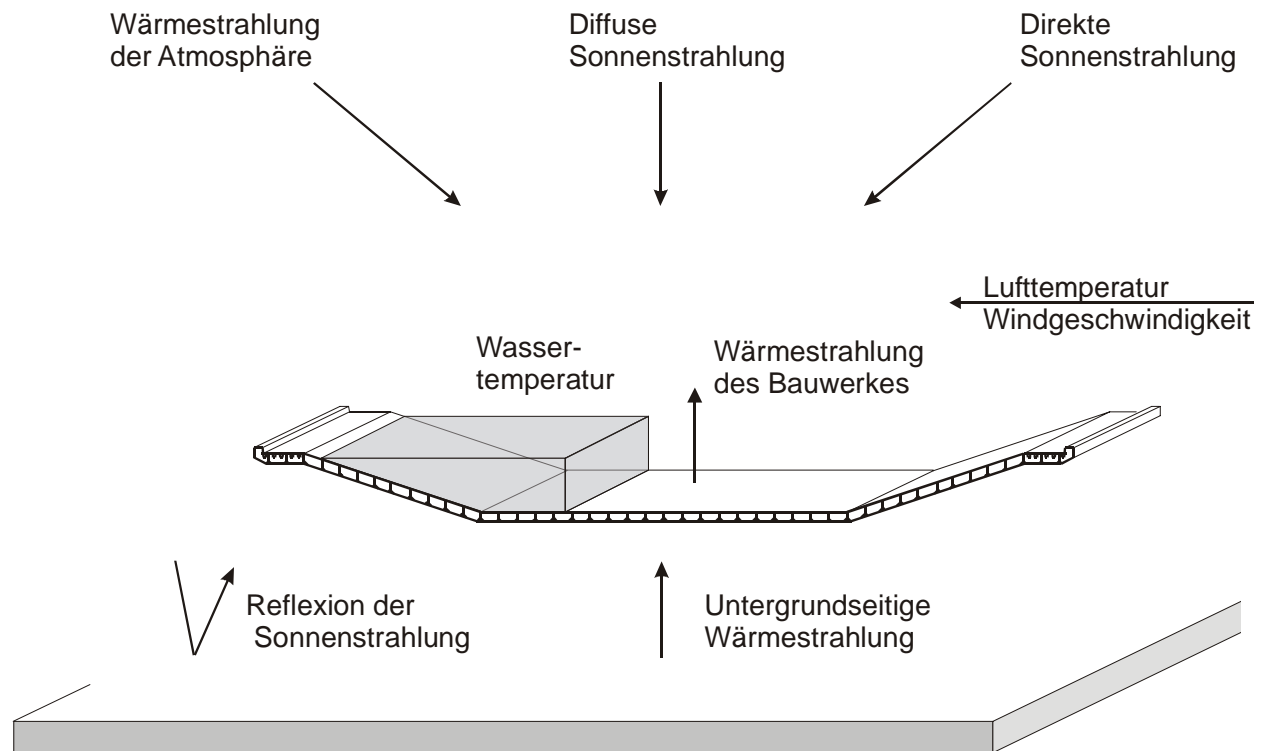 Wärmestrahlung
der Atmosphäre
Diffuse
Sonnenstrahlung
Direkte
Sonnenstrahlung
Lufttemperatur
Windgeschwindigkeit
Wasser-
temperatur
Wärmestrahlung
des Bauwerkes
Reflexion der
Sonnenstrahlung
Untergrundseitige
Wärmestrahlung